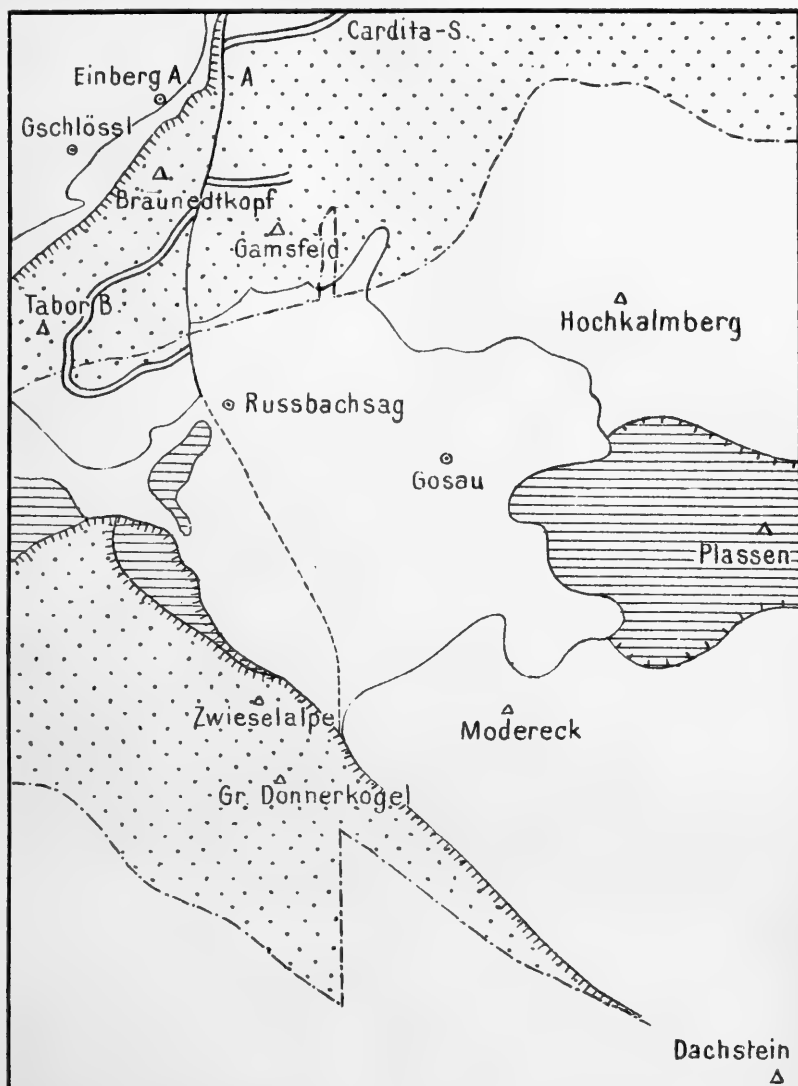 Cardita-S.
Einberg A.
A
Gschlössl
Braunedtkopf
Gamsfeld
Tabor B.
Hochkalmberg
Russbachsag
Gosau
Plassen
Zwieselalpe
Modereck
Gr. Donnerkogel
Dachstein